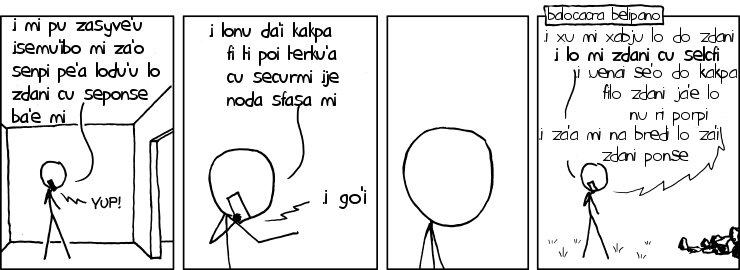 .i mi pu zasyve'u
.isemu'ibo mi za'o
senpi pe'a lodu'u lo
zdani cu seponse
ba'e mi
YUP!
.i lonu da'i kakpa
fi ti poi terku'a
cu securmi .ije
noda sfasa mi
.i go'i
baločaca belipano
.i xu mi xabju lo do zdani
.i lo mi zdani cu selcfi
.i uenai se'o do kakpa
filo zdani ja'e lo
nu ri porpi
.i za'a mi na bredi lo za'i
zdani ponse